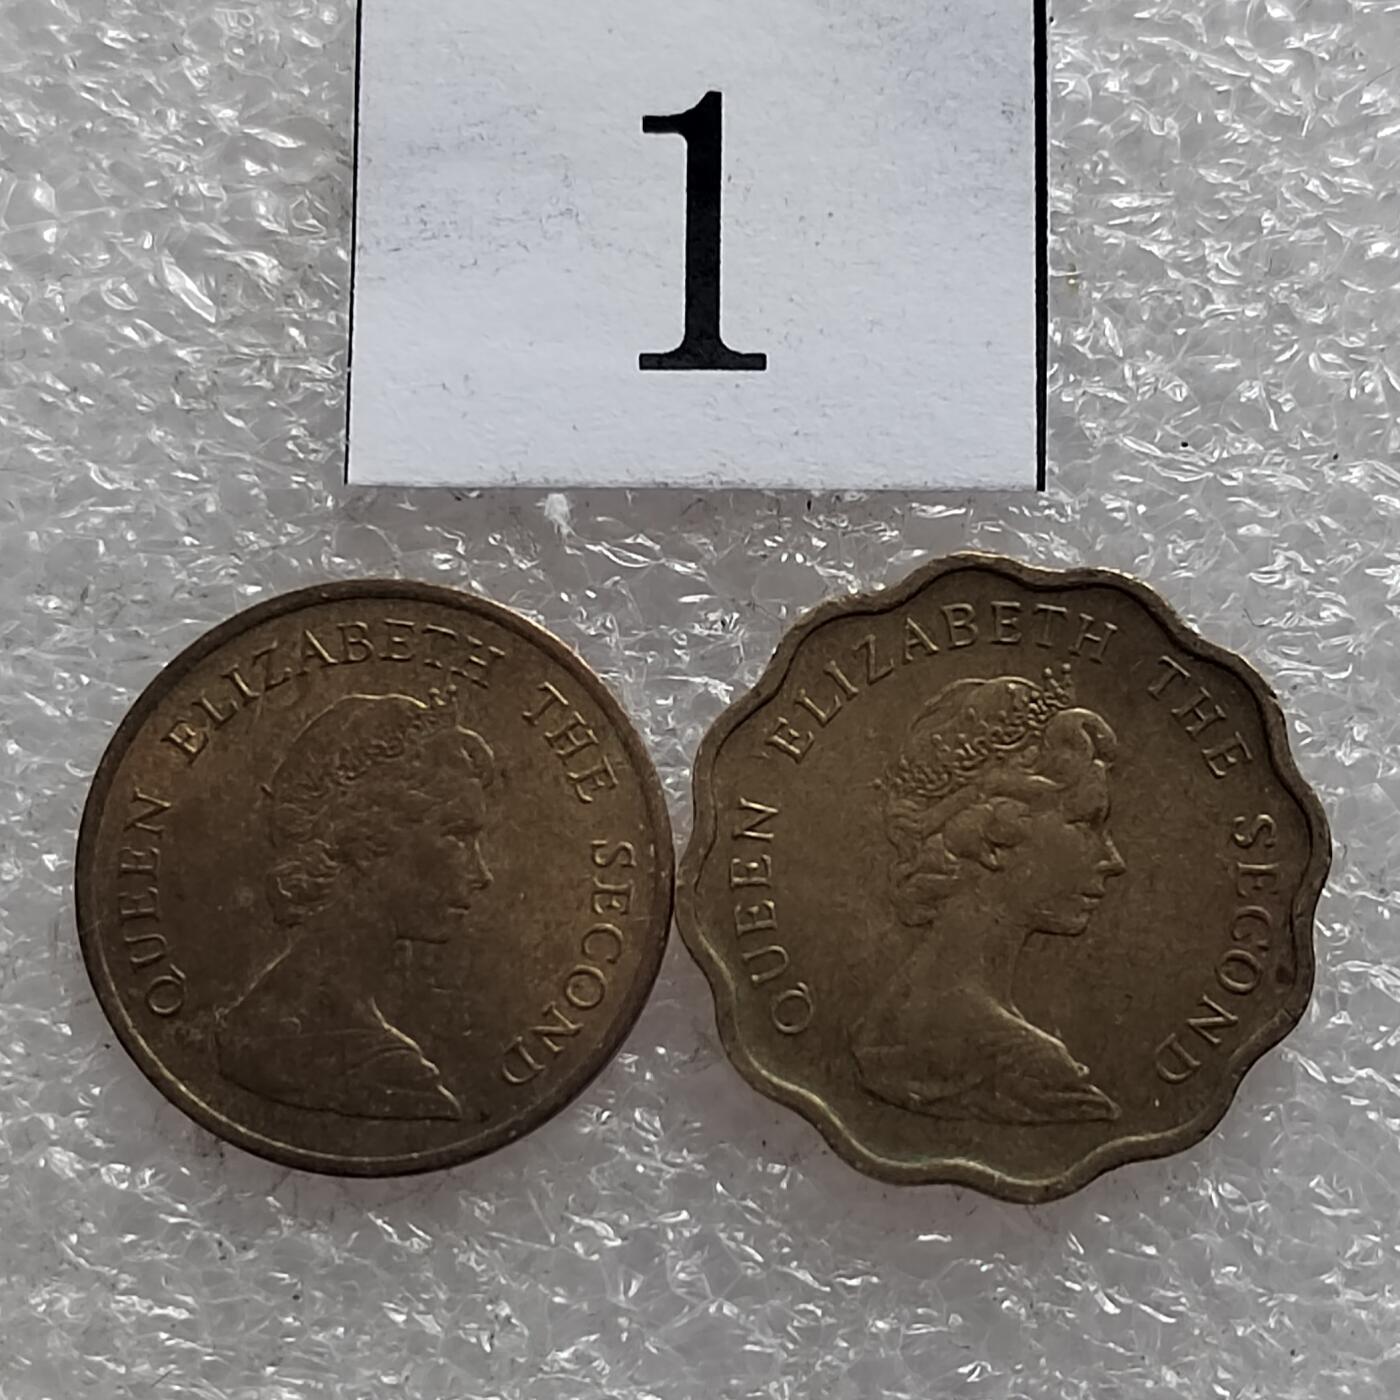 1
QUEEN ELIZABETH THE SECOND
QUEEN ELIZABETH THE SECOND